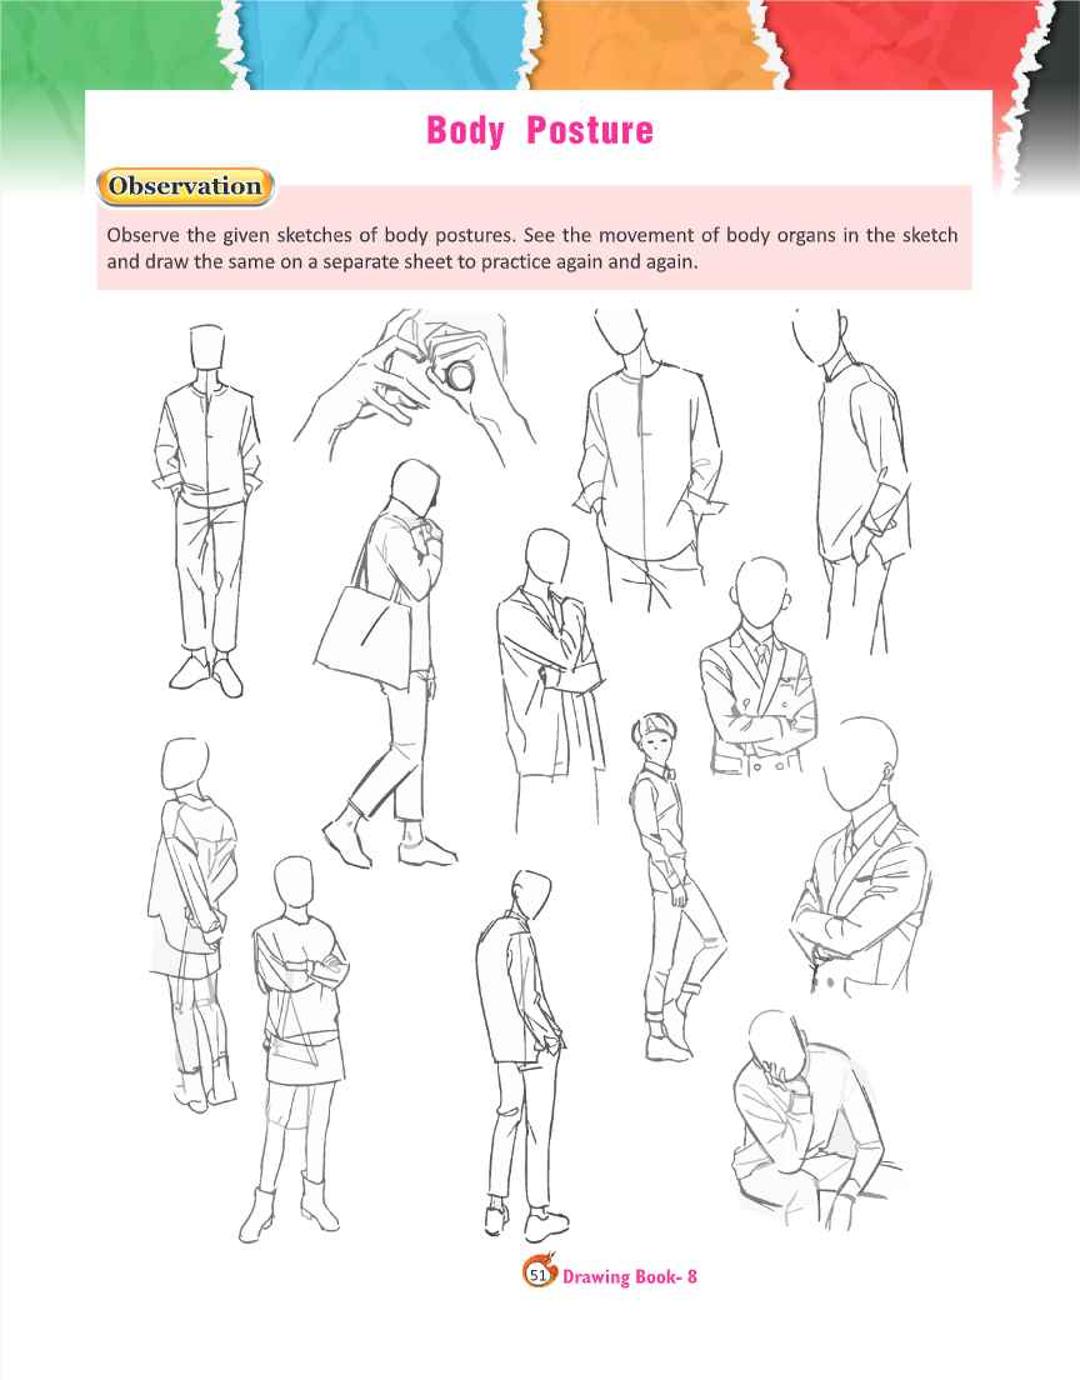 Body Posture
Observation
Observe the given sketches of body postures. See the movement of body organs in the sketch
and draw the same on a separate sheet to practice again and again.
51 Drawing Book- 8